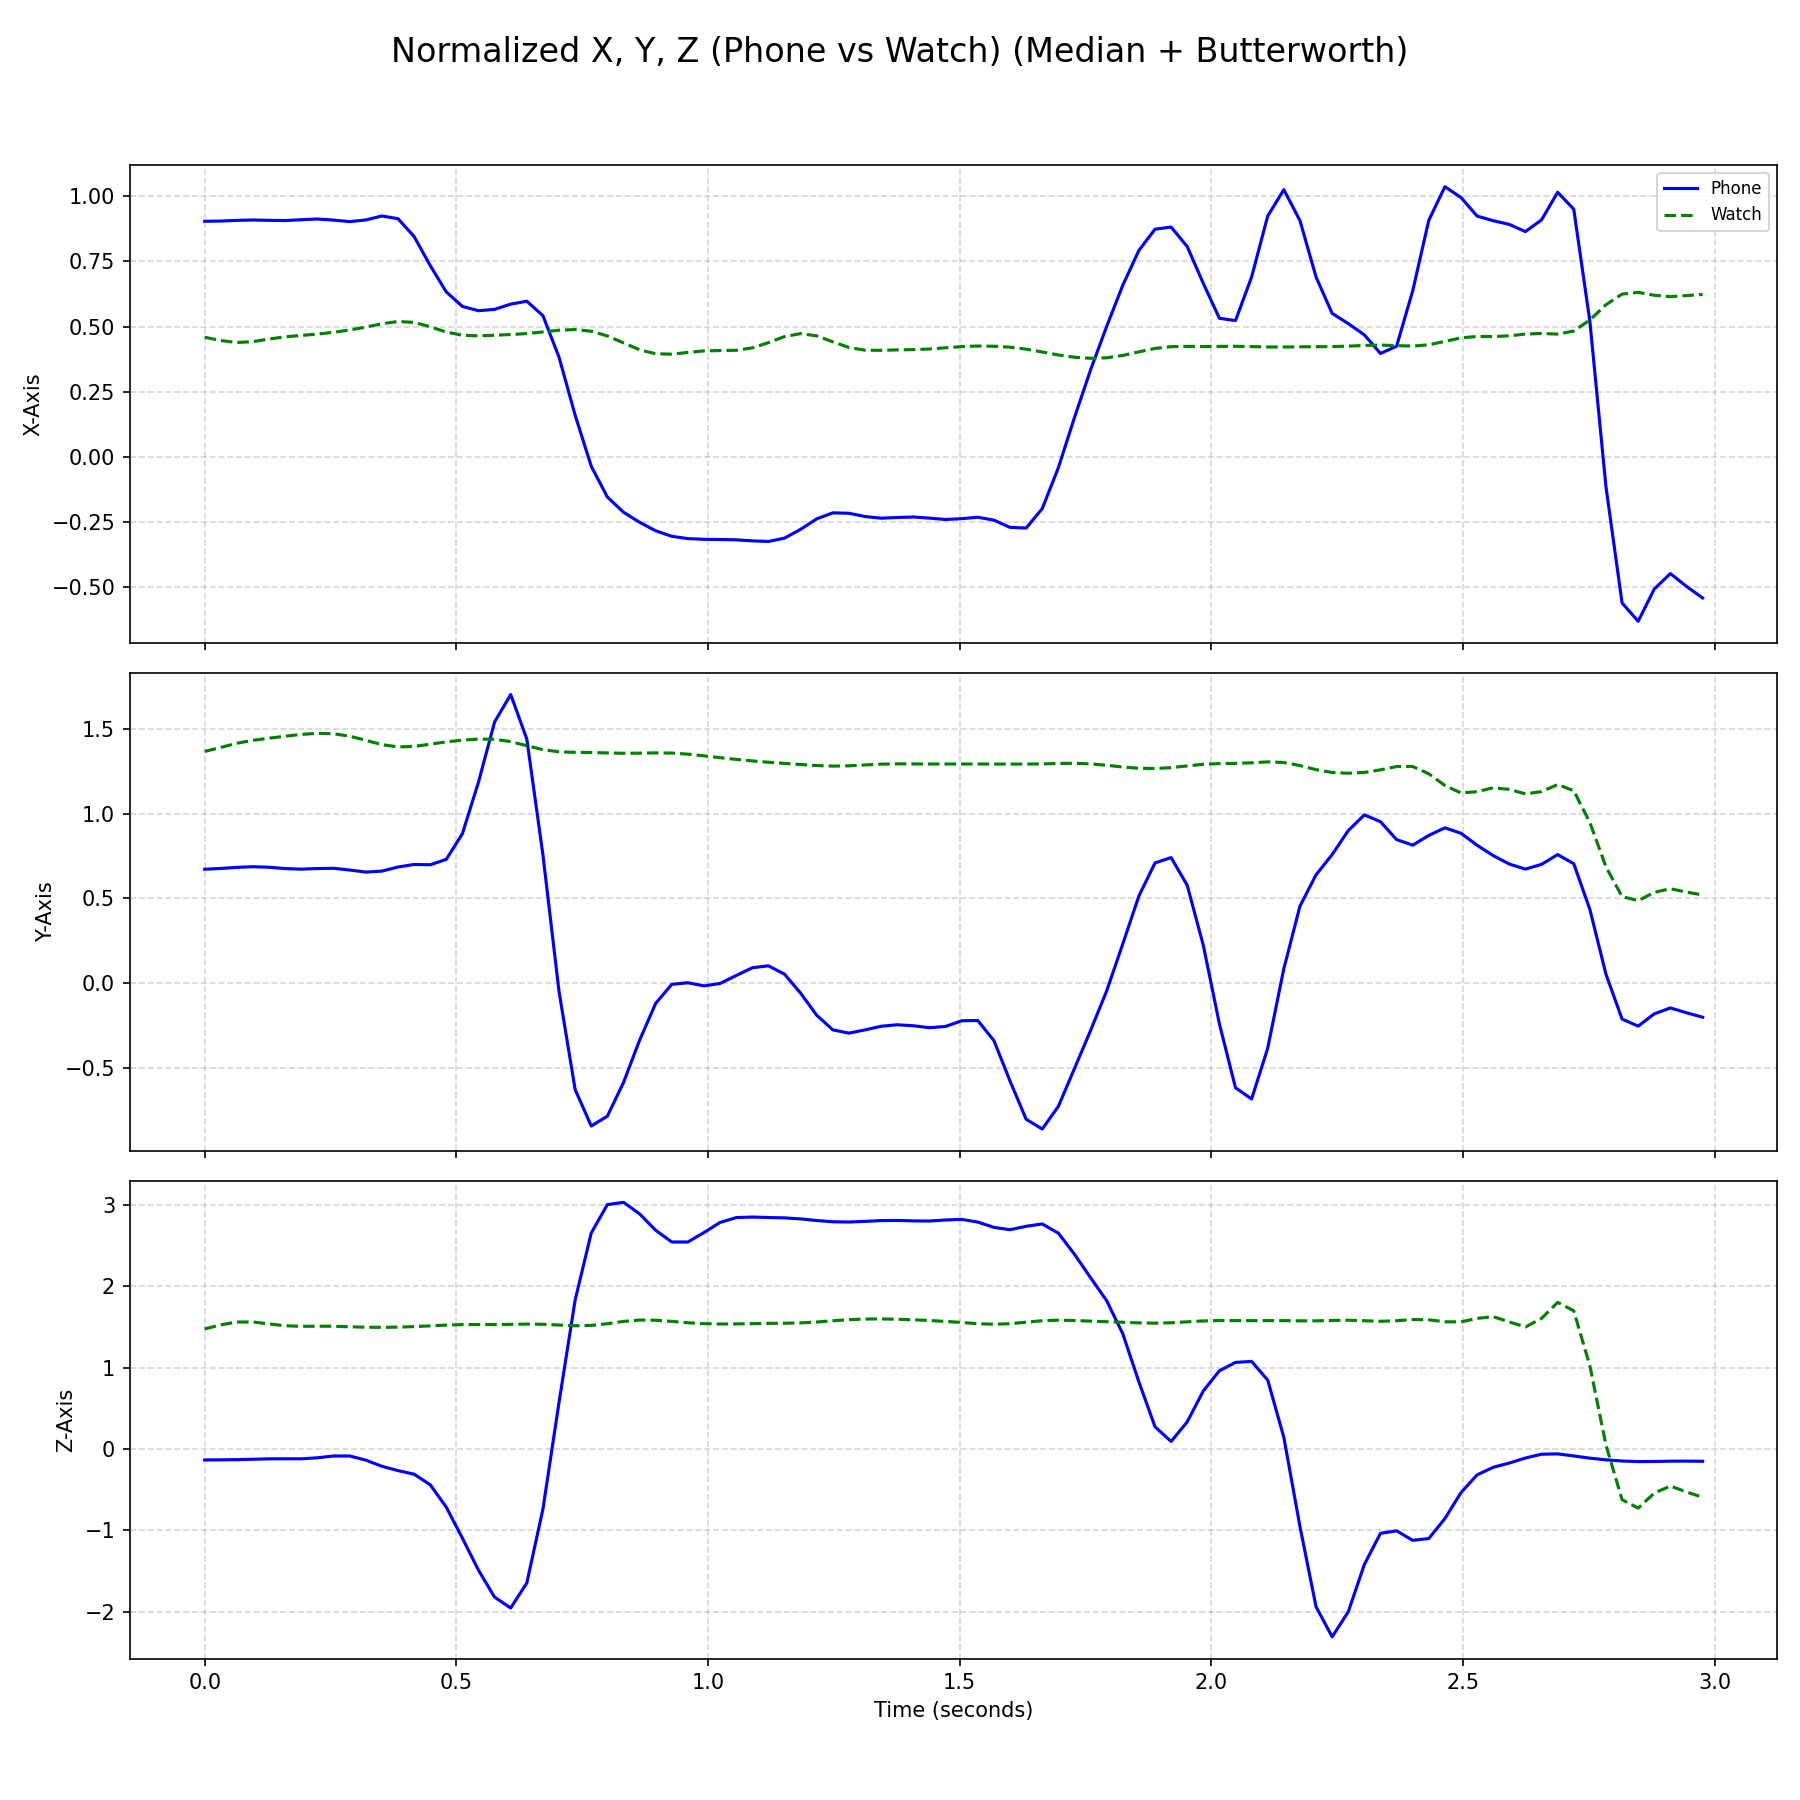 Normalized X, Y, Z (Phone vs Watch) (Median + Butterworth)
Phone
Watch
1.00
0.75
0.50
0.25
0.00
−0.25
−0.50
X-Axis
1.5
1.0
0.5
0.0
−0.5
Y-Axis
3
2
1
0
−1
−2
Z-Axis
0.0 0.5 1.0 1.5 2.0 2.5 3.0
Time (seconds)